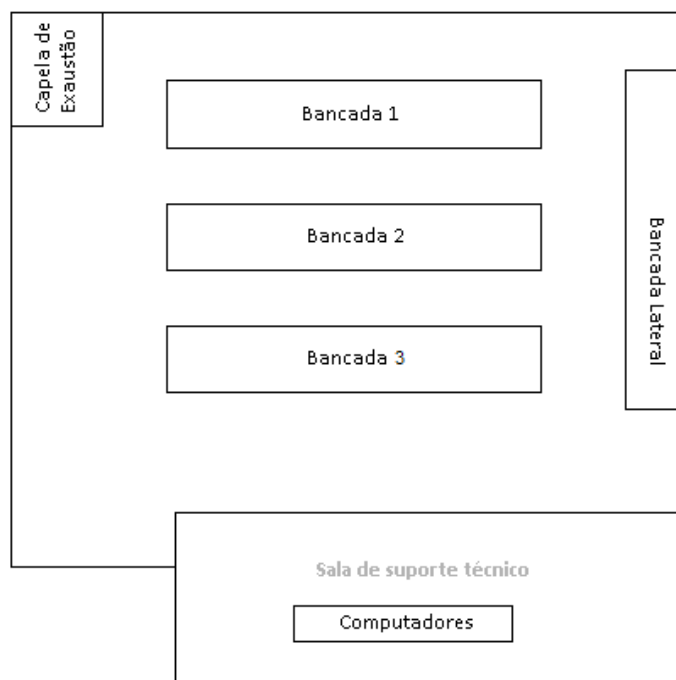 Capela de
Exaustão
Bancada 1
Bancada 2
Bancada Lateral
Bancada 3
Sala de suporte técnico
Computadores